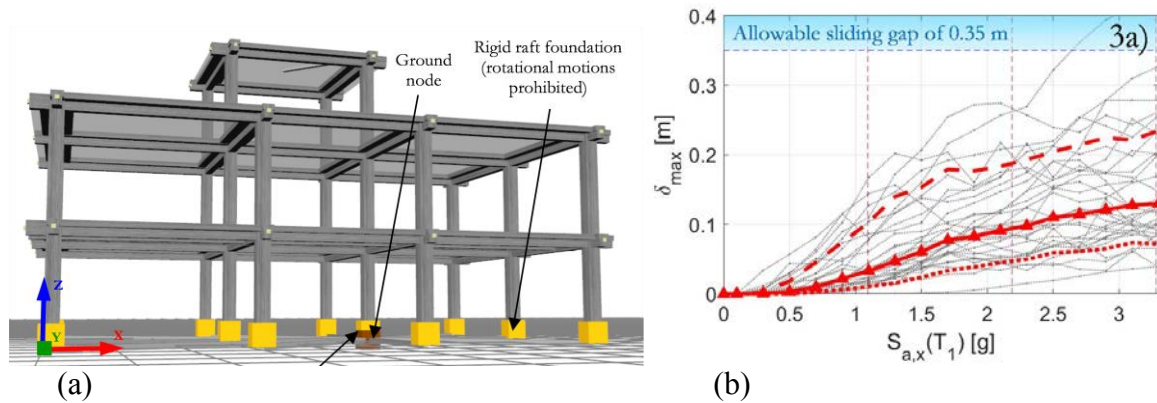 Ground
node
Rigid raft foundation
(rotational motions
prohibited)
Z
Y
X
(a)
Allowable sliding gap of 0.35 m
3a)
0.4
0.3
0.2
0.1
0
δmax [m]
0
0.5
1
1.5
2
2.5
3
Sa,x(T1) [g]
(b)